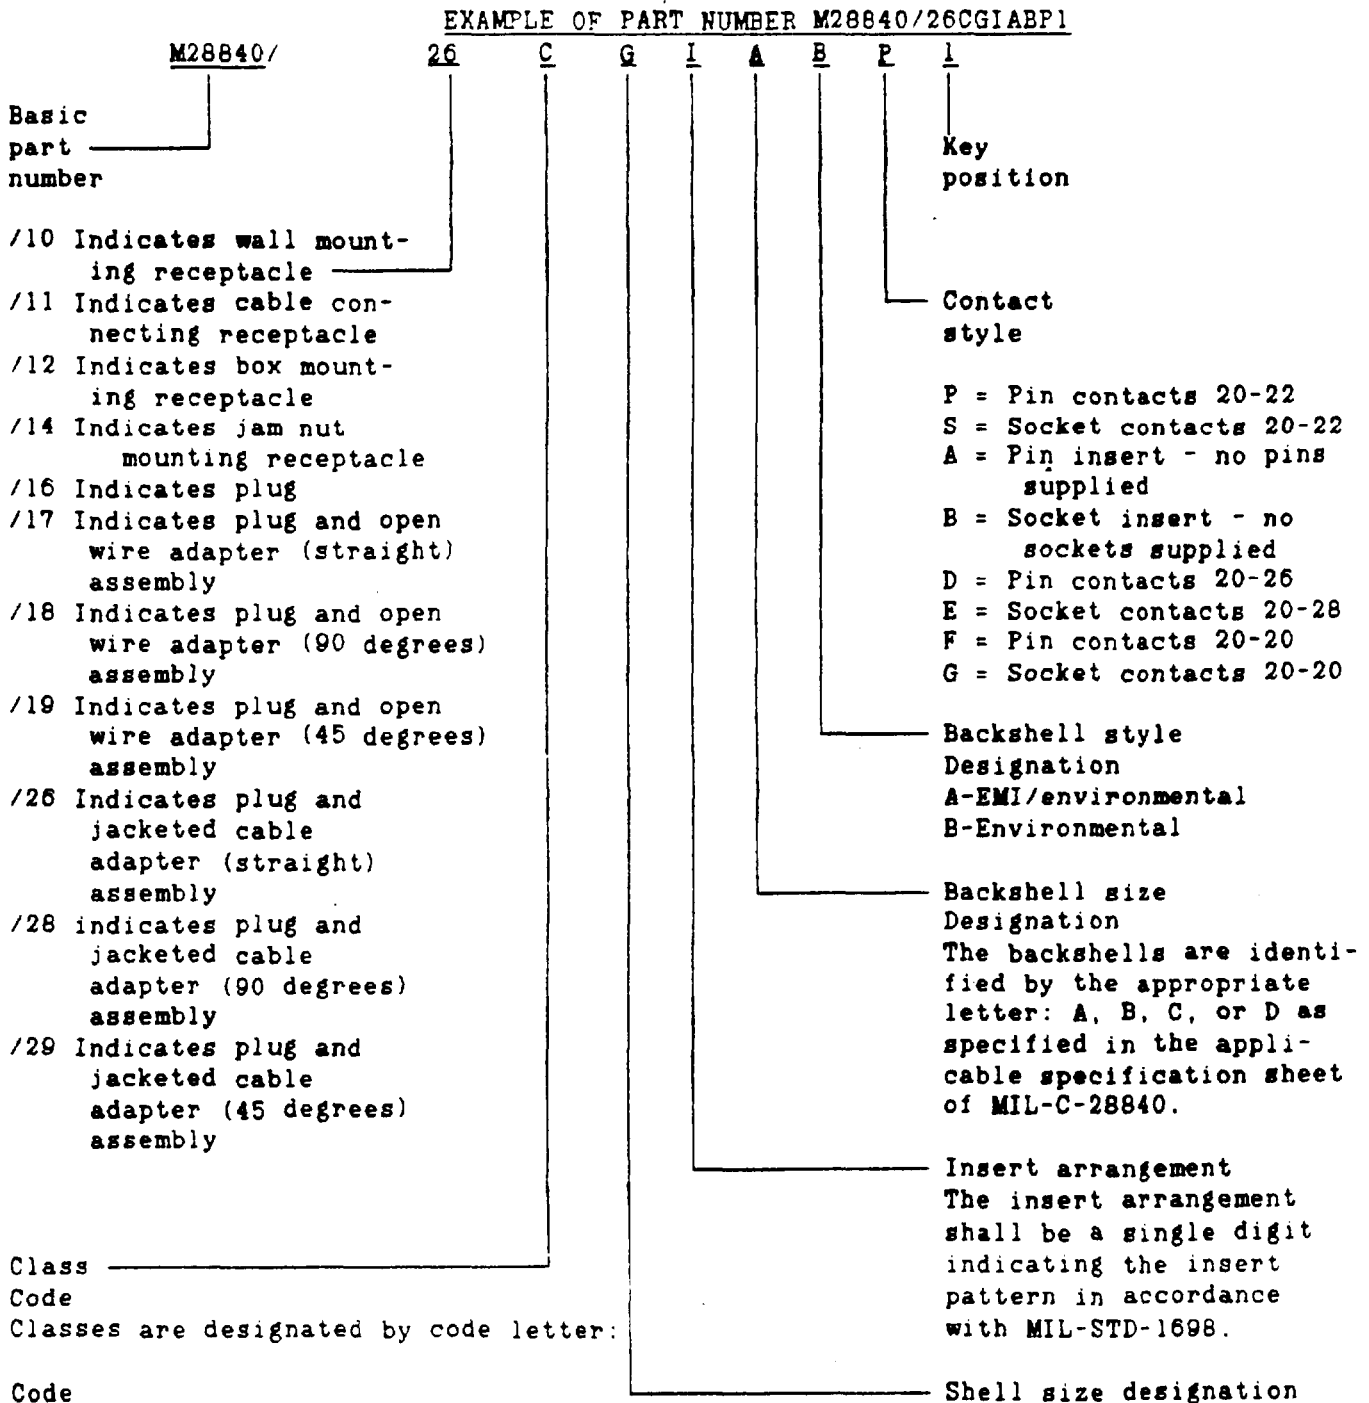 EXAMPLE OF PART NUMBER M28840/26CGIABP1
M28840/ 26 C G I A B P 1
Basic
part
number
/10 Indicates wall mount-
ing receptacle
/11 Indicates cable con-
necting receptacle
/12 Indicates box mount-
ing receptacle
/14 Indicates jam nut
mounting receptacle
/16 Indicates plug
/17 Indicates plug and open
wire adapter (straight)
assembly
/18 Indicates plug and open
wire adapter (90 degrees)
assembly
/19 Indicates plug and open
wire adapter (45 degrees)
assembly
/26 Indicates plug and
jacketed cable
adapter (straight)
assembly
/28 indicates plug and
jacketed cable
adapter (90 degrees)
assembly
/29 Indicates plug and
jacketed cable
adapter (45 degrees)
assembly
Class
Code
Classes are designated by code letter:
Code
Key
position
Contact
style
P = Pin contacts 20-22
S = Socket contacts 20-22
A = Pin insert - no pins
supplied
B = Socket insert - no
sockets supplied
D = Pin contacts 20-26
E = Socket contacts 20-28
F = Pin contacts 20-20
G = Socket contacts 20-20
Backshell style
Designation
A-EMI/environmental
B-Environmental
Backshell size
Designation
The backshells are identi-
fied by the appropriate
letter: A, B, C, or D as
specified in the appli-
cable specification sheet
of MIL-C-28840.
Insert arrangement
The insert arrangement
shall be a single digit
indicating the insert
pattern in accordance
with MIL-STD-1698.
Shell size designation